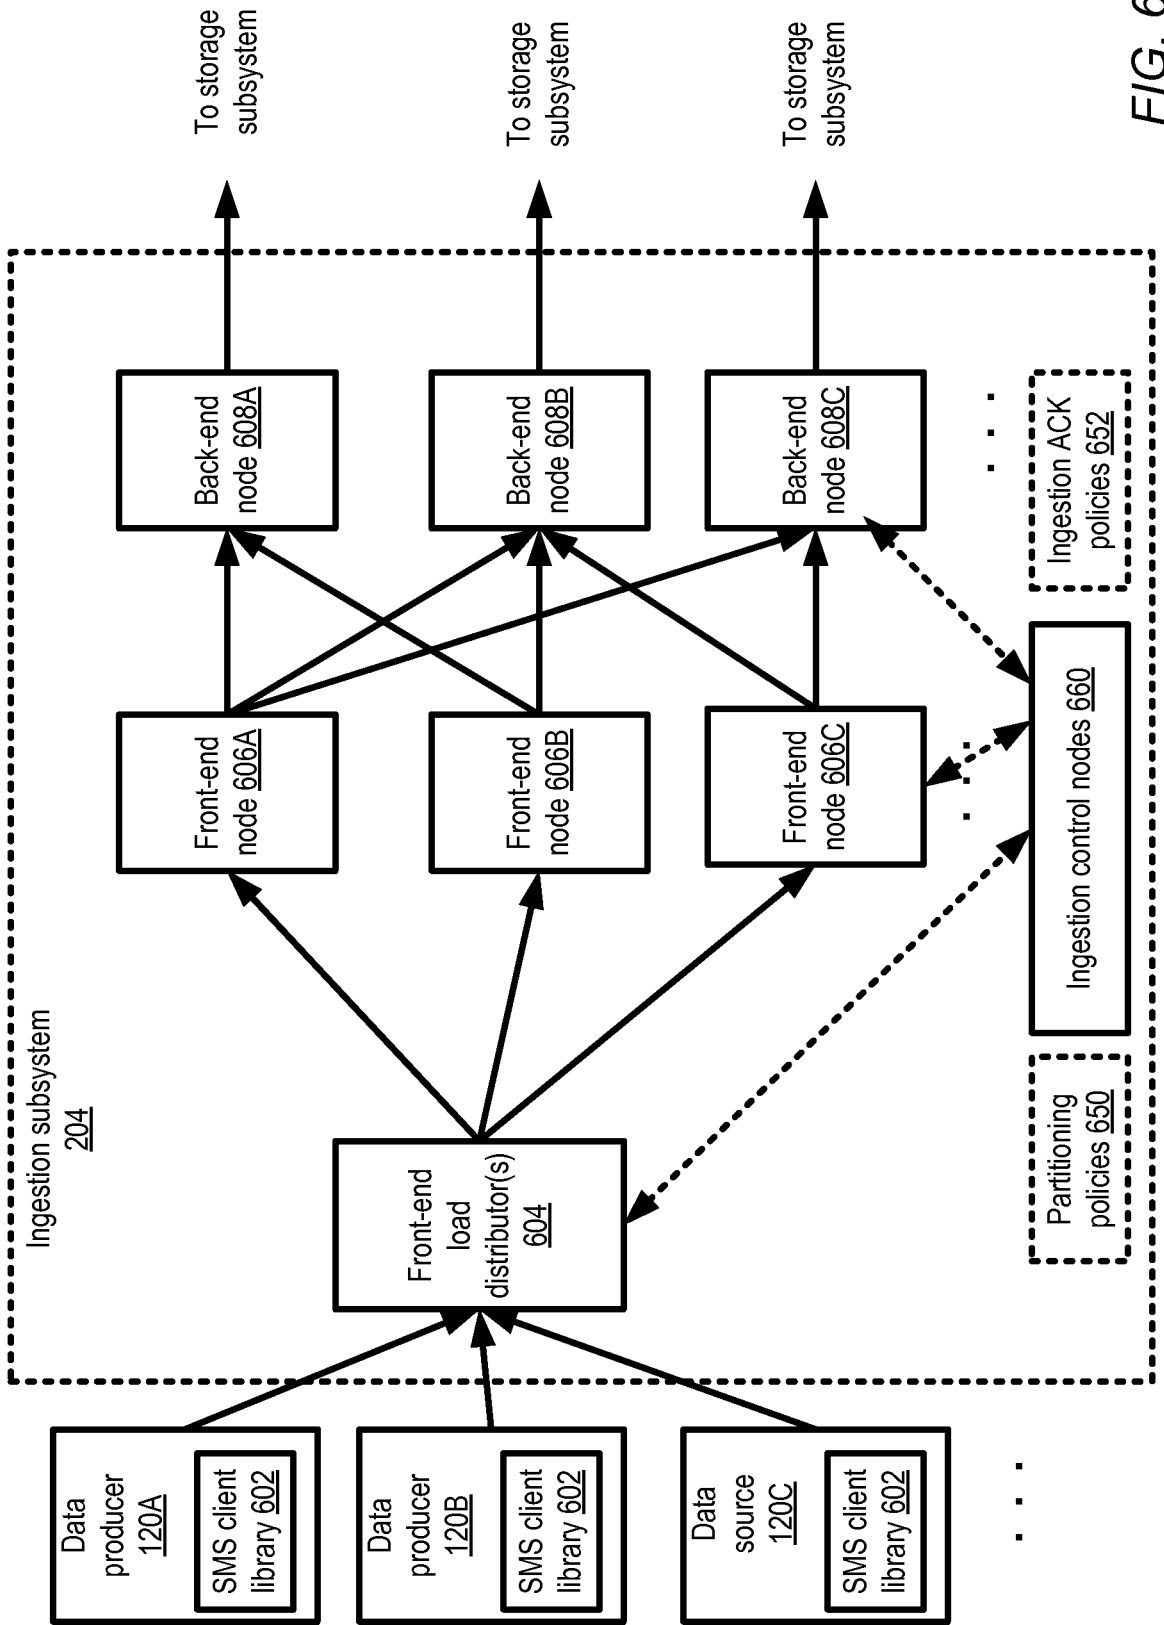 Ingestion subsystem
204
Data
producer
120A
SMS client
library 602
Data
producer
120B
SMS client
library 602
Data
source
120C
SMS client
library 602
. . .
Front-end
load
distributor(s)
604
Front-end
node 606A
Front-end
node 606B
Front-end
node 606C
. . .
Back-end
node 608A
Back-end
node 608B
Back-end
node 608C
. . .
To storage
subsystem
To storage
subsystem
To storage
subsystem
Partitioning
policies 650
Ingestion control nodes 660
Ingestion ACK
policies 652
FIG. 6